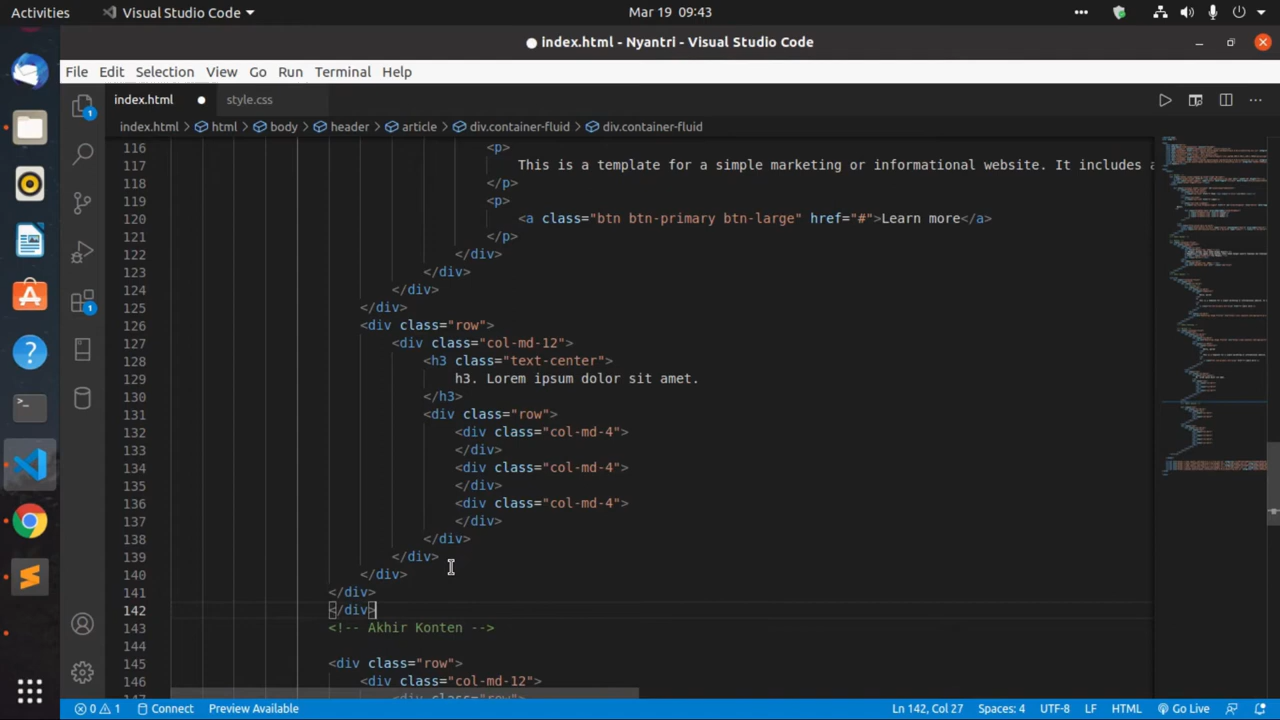 Activities
Visual Studio Code
Mar 19 09:43
index.html - Nyantri - Visual Studio Code
File Edit Selection View Go Run Terminal Help
index.html
style.css
index.html > html > body > header > article > div.container-fluid > div.container-fluid
116 <p>
117 This is a template for a simple marketing or informational website. It includes a
118 </p>
119 <p>
120 <a class="btn btn-primary btn-large" href="#">Learn more</a>
121 </p>
122 </div>
123 </div>
124 </div>
125 </div>
126 <div class="row">
127 <div class="col-md-12">
128 <h3 class="text-center">
129 h3. Lorem ipsum dolor sit amet.
130 </h3>
131 <div class="row">
132 <div class="col-md-4">
133 </div>
134 <div class="col-md-4">
135 </div>
136 <div class="col-md-4">
137 </div>
138 </div>
139 </div>
140 </div>
141 </div>
142 </div>
143 <!-- Akhir Konten -->
144
145 <div class="row">
146 <div class="col-md-12">
147 <div class="row">
1
1
0 1 Connect Preview Available Ln 142, Col 27 Spaces: 4 UTF-8 LF HTML Go Live